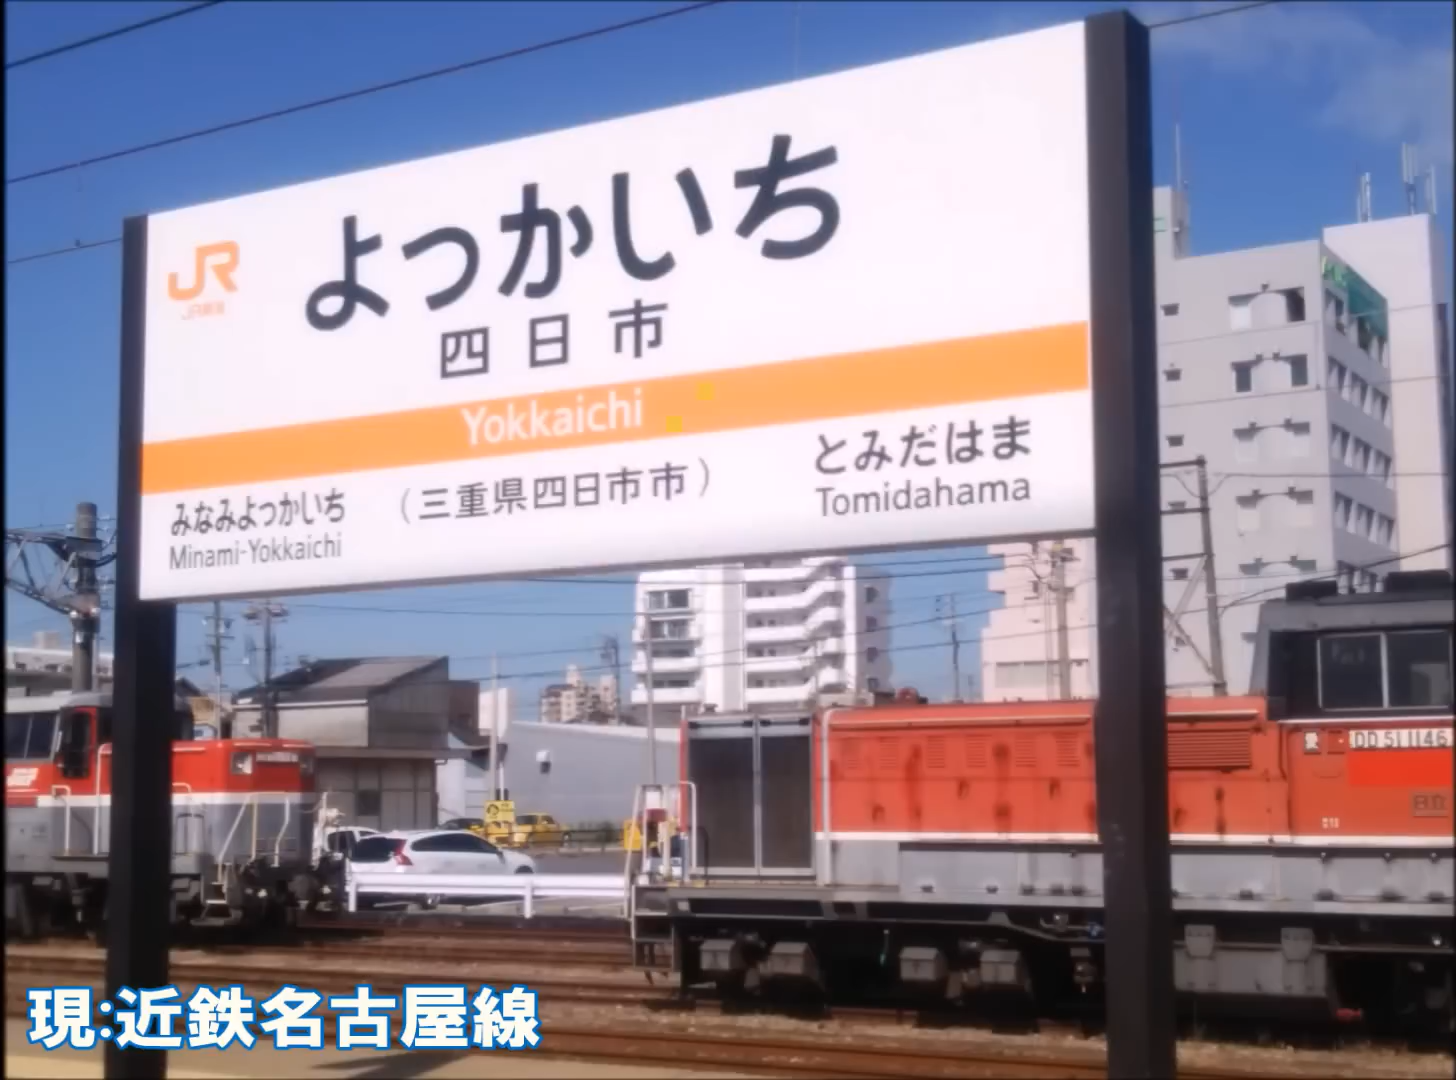 JR
よっかいち
四日市
Yokkaichi
みなみよっかいち
Minami-Yokkaichi
(三重県四日市市)
とみだはま
Tomidahama
DD 51 1146
現:近鉄名古屋線